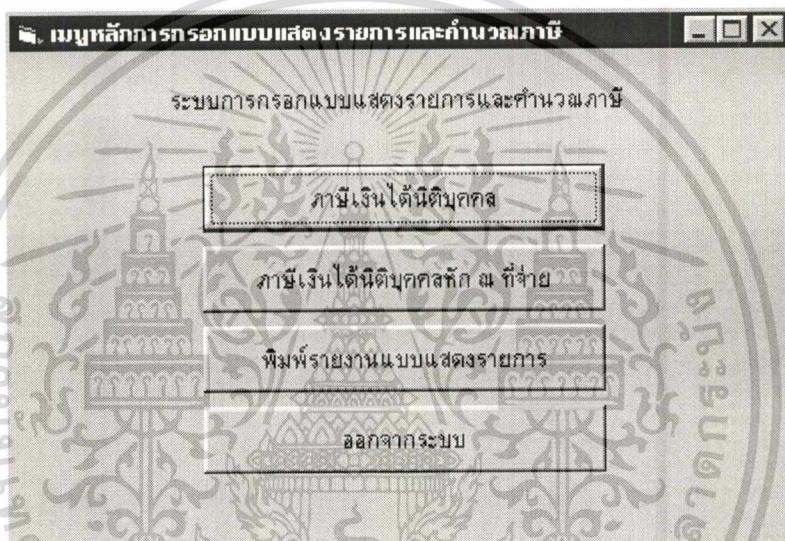 เมนูหลักการกรอกแบบแสดงรายการและคำนวณภาษี
ระบบการกรอกแบบแสดงรายการและคำนวณภาษี
ภาษีเงินได้นิติบุคคล
ภาษีเงินได้นิติบุคคลหัก ณ ที่จ่าย
พิมพ์รายงานแบบแสดงรายการ
ออกจากระบบ